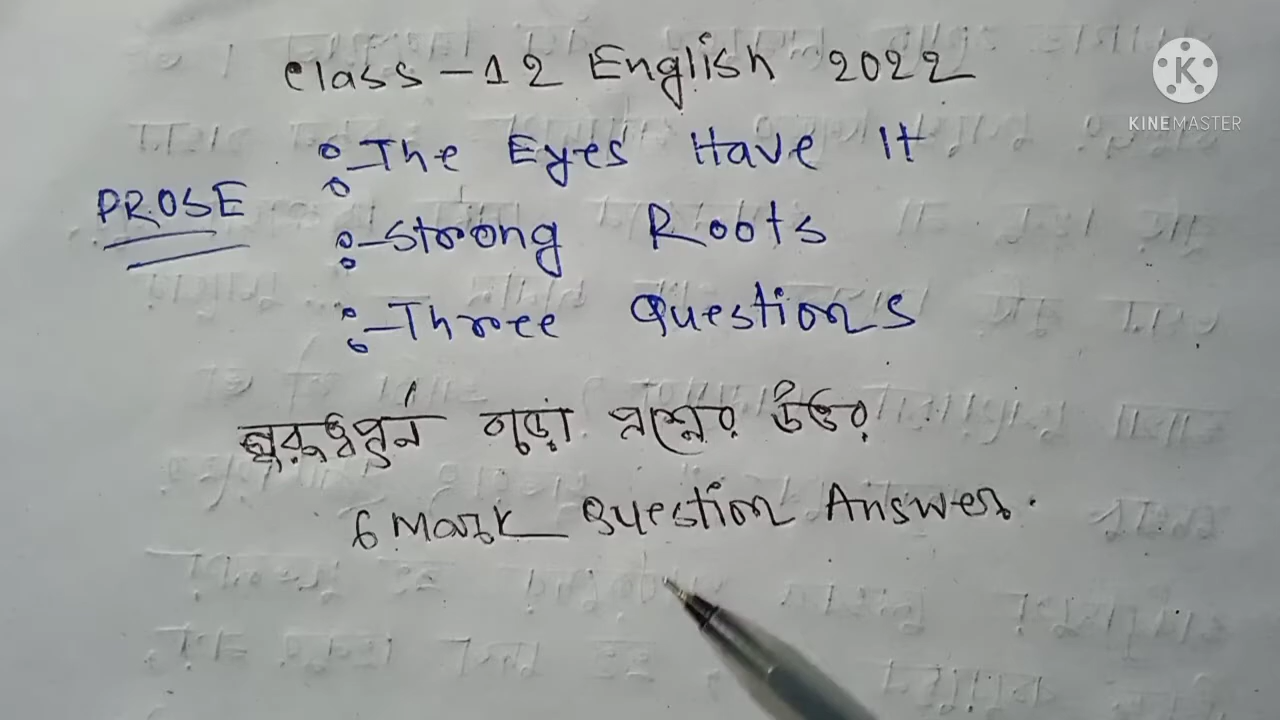 Class - 12 English 2022
KINEMASTER
The Eyes Have It
PROSE
Strong Roots
Three Questions
গুরুত্বপূর্ন প্রশ্নের উত্তর
6 Mark Question Answer.